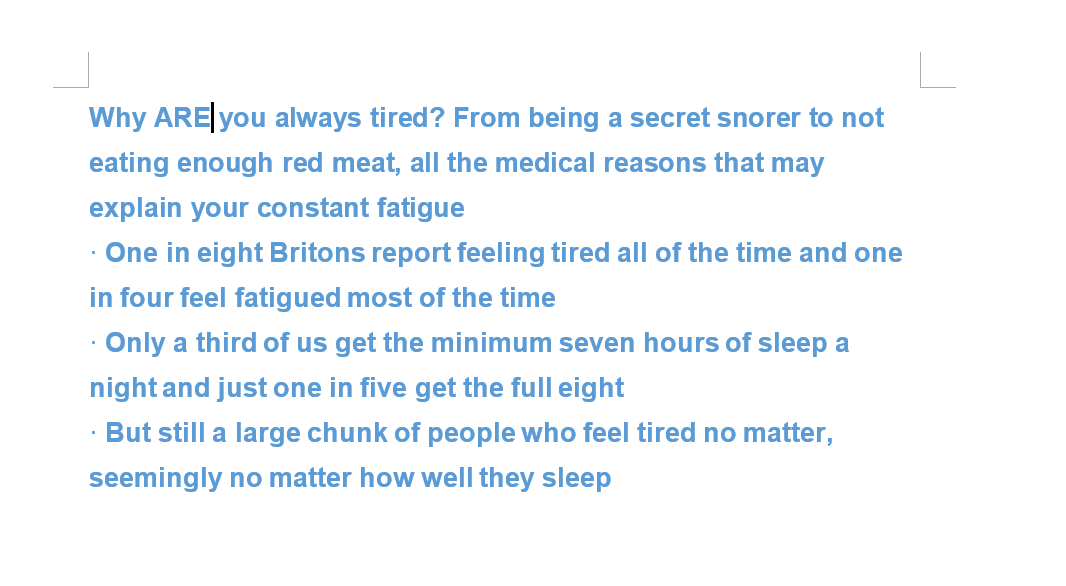 Why ARE you always tired? From being a secret snorer to not
eating enough red meat, all the medical reasons that may
explain your constant fatigue
· One in eight Britons report feeling tired all of the time and one
in four feel fatigued most of the time
· Only a third of us get the minimum seven hours of sleep a
night and just one in five get the full eight
· But still a large chunk of people who feel tired no matter,
seemingly no matter how well they sleep